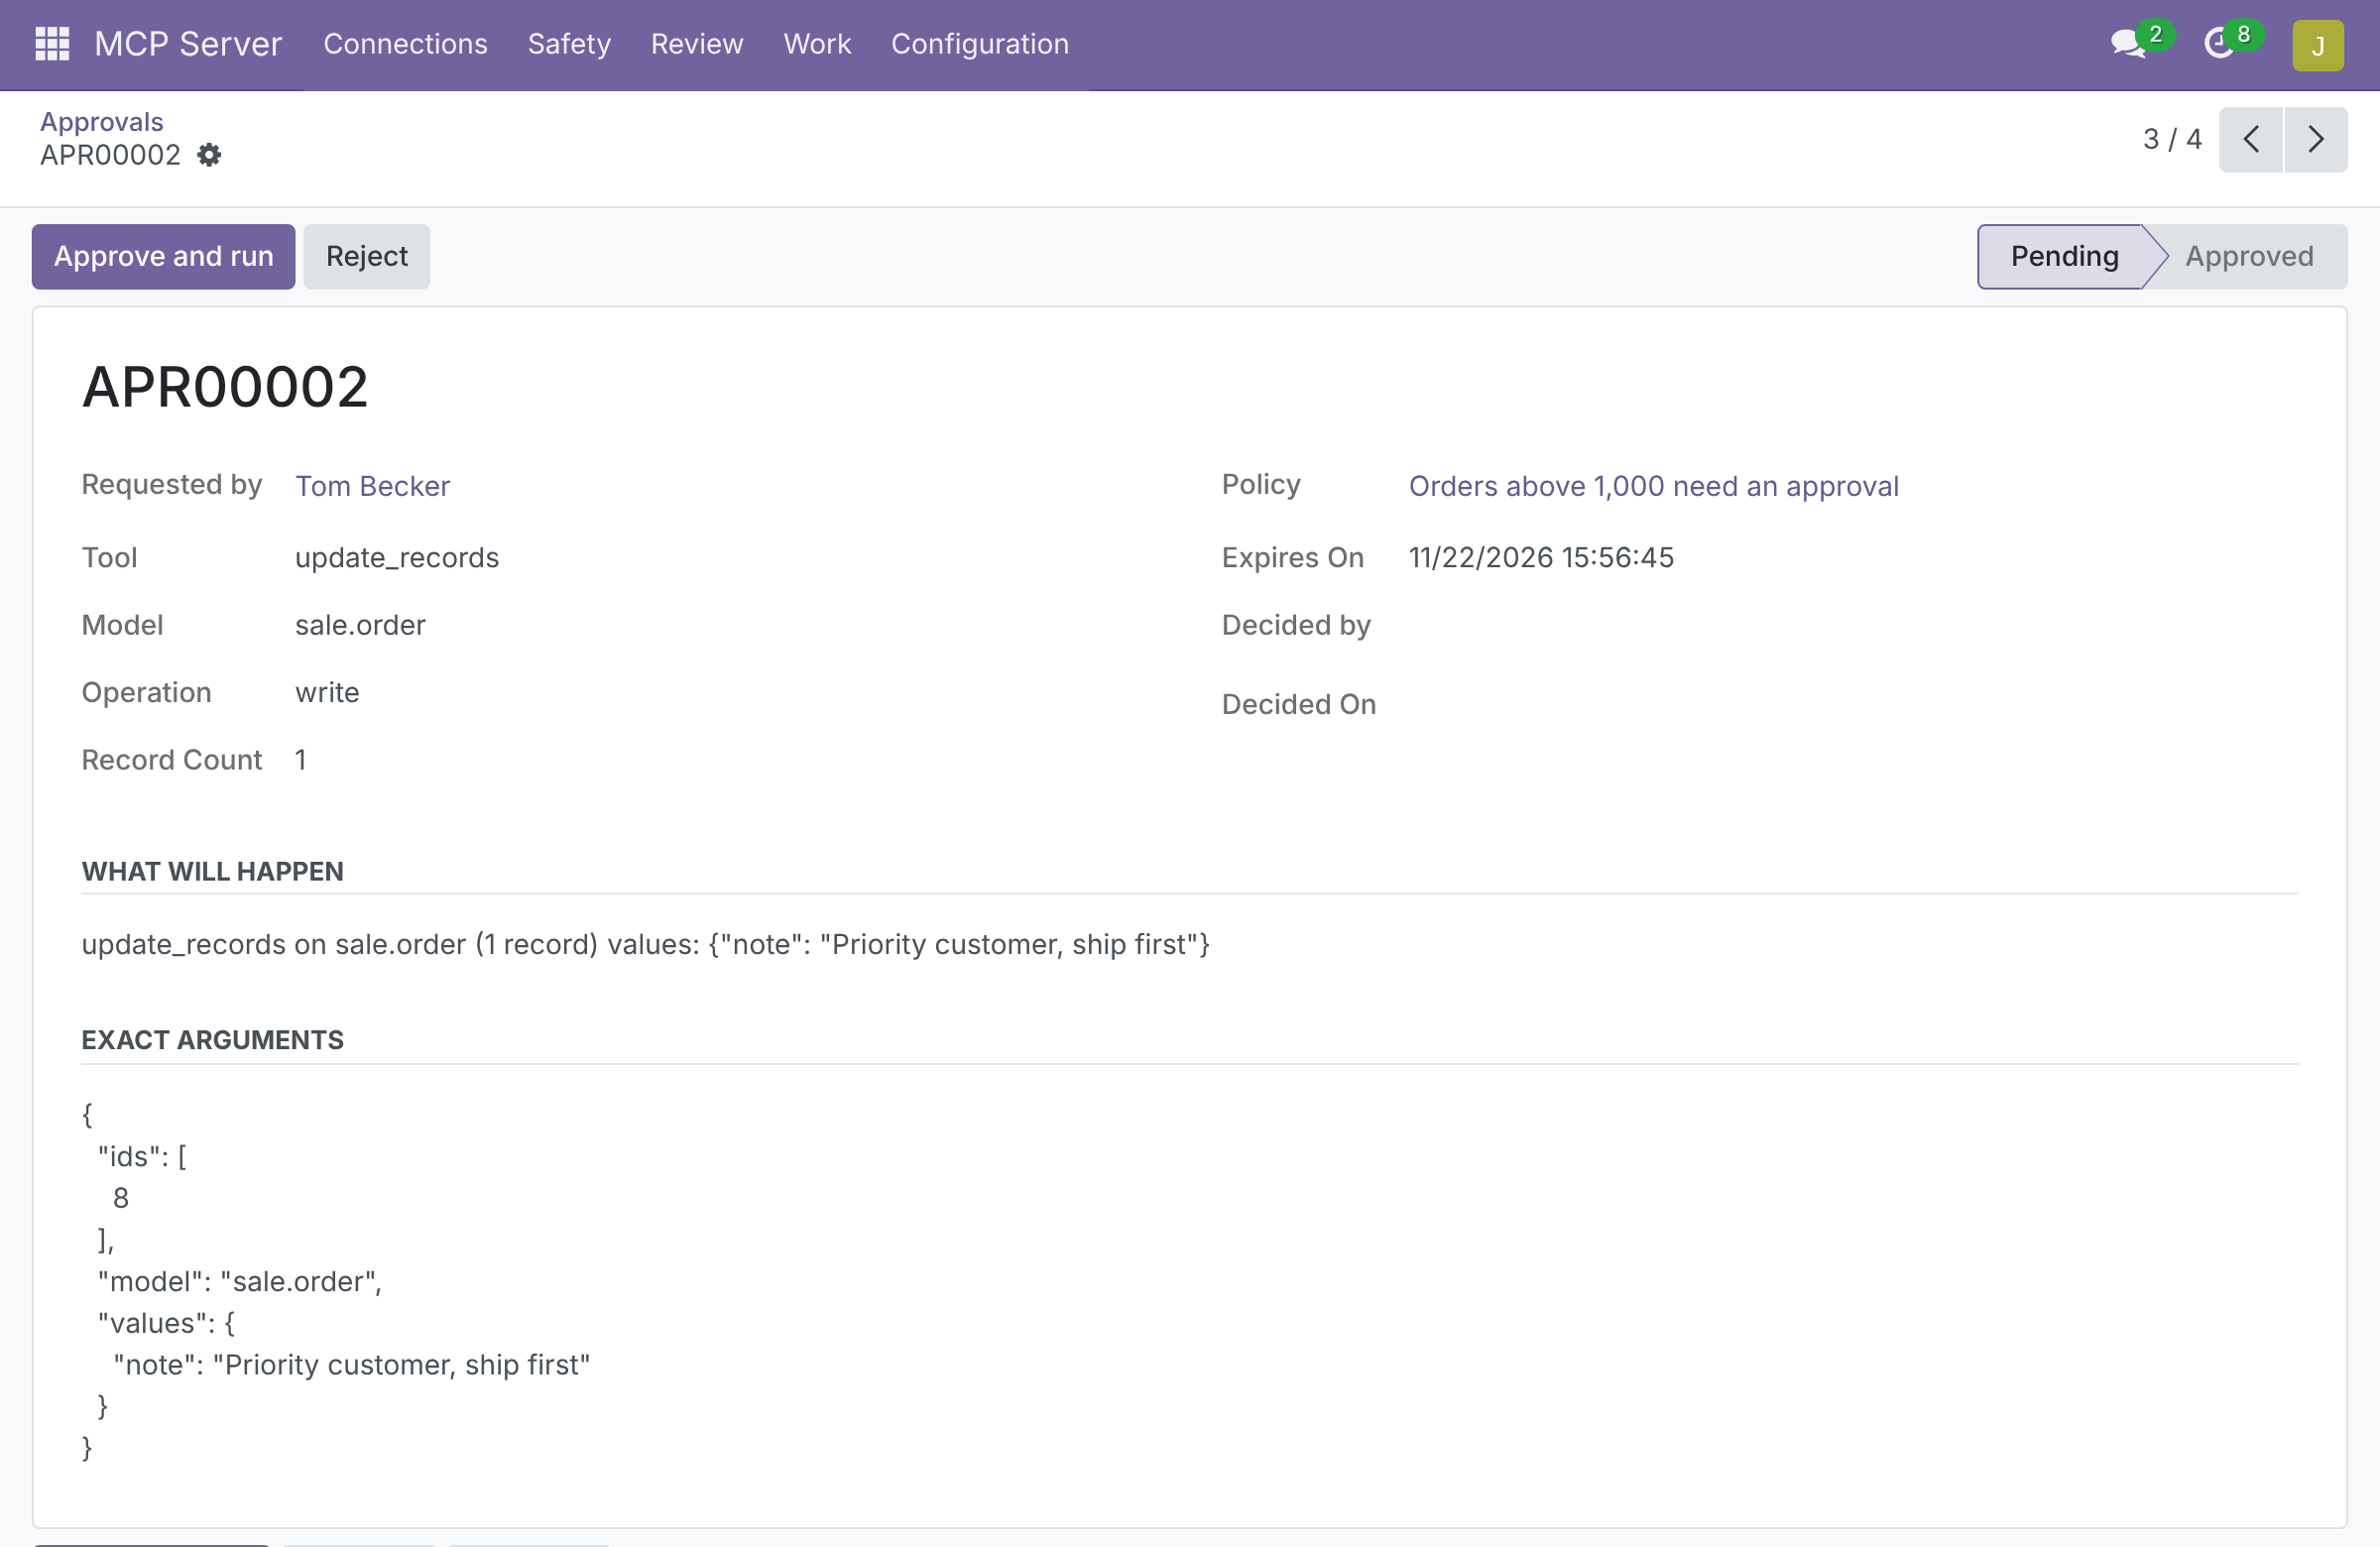 MCP Server Connections Safety Review Work Configuration 2 8 J
Approvals
APR00002
3 / 4
Approve and run Reject Pending Approved
APR00002
Requested by Tom Becker
Policy Orders above 1,000 need an approval
Tool update_records
Expires On 11/22/2026 15:56:45
Model sale.order
Decided by
Operation write
Decided On
Record Count 1
WHAT WILL HAPPEN
update_records on sale.order (1 record) values: {"note": "Priority customer, ship first"}
EXACT ARGUMENTS
{
"ids": [
8
],
"model": "sale.order",
"values": {
"note": "Priority customer, ship first"
}
}